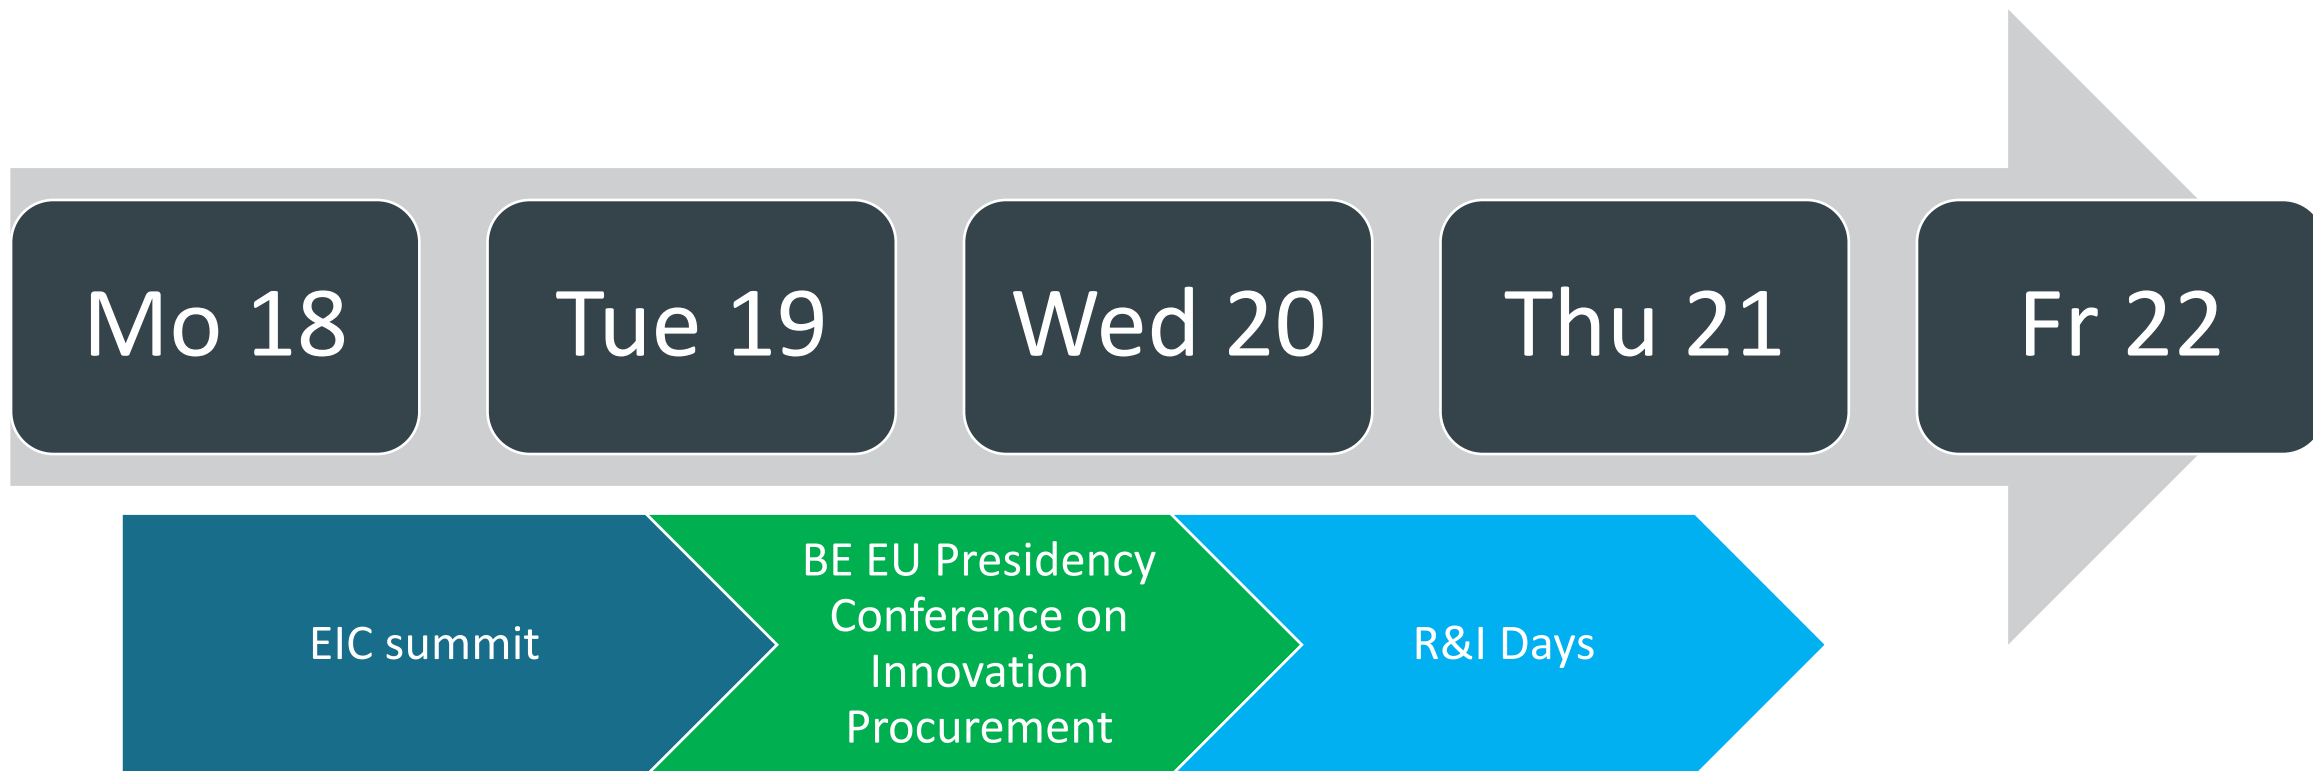 Mo 18
Tue 19
Wed 20
Thu 21
Fr 22
EIC summit
BE EU Presidency
Conference on
Innovation
Procurement
R&I Days